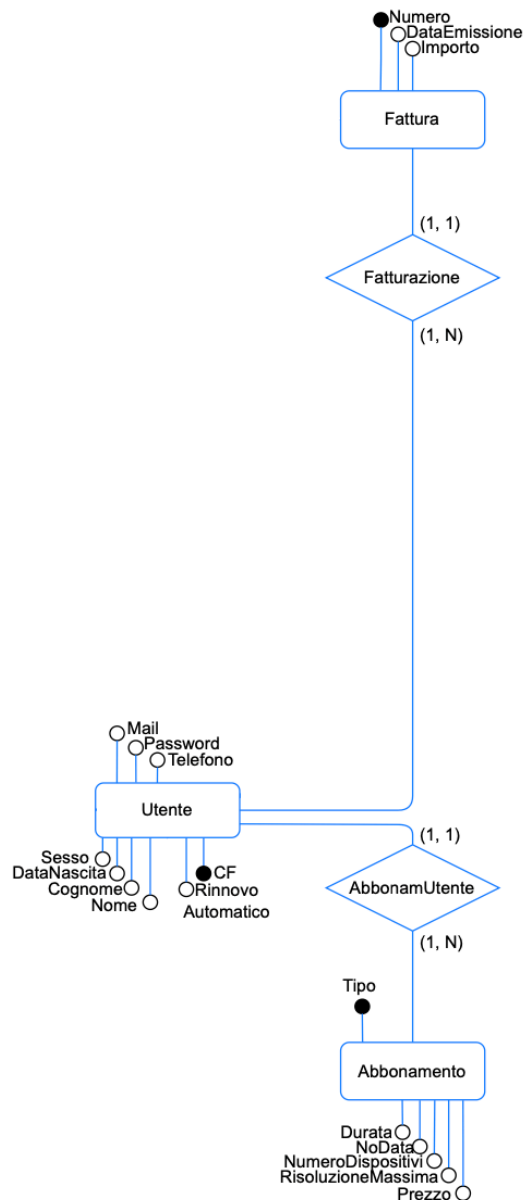 Numero
DataEmissione
Importo
Fattura
(1, 1)
Fatturazione
(1, N)
Mail
Password
Telefono
Utente
Sesso
DataNascita
Cognome
Nome
CF
Rinnovo
Automatico
(1, 1)
AbbonamUtente
(1, N)
Tipo
Abbonamento
Durata
NoData
NumeroDispositivi
RisoluzioneMassima
Prezzo